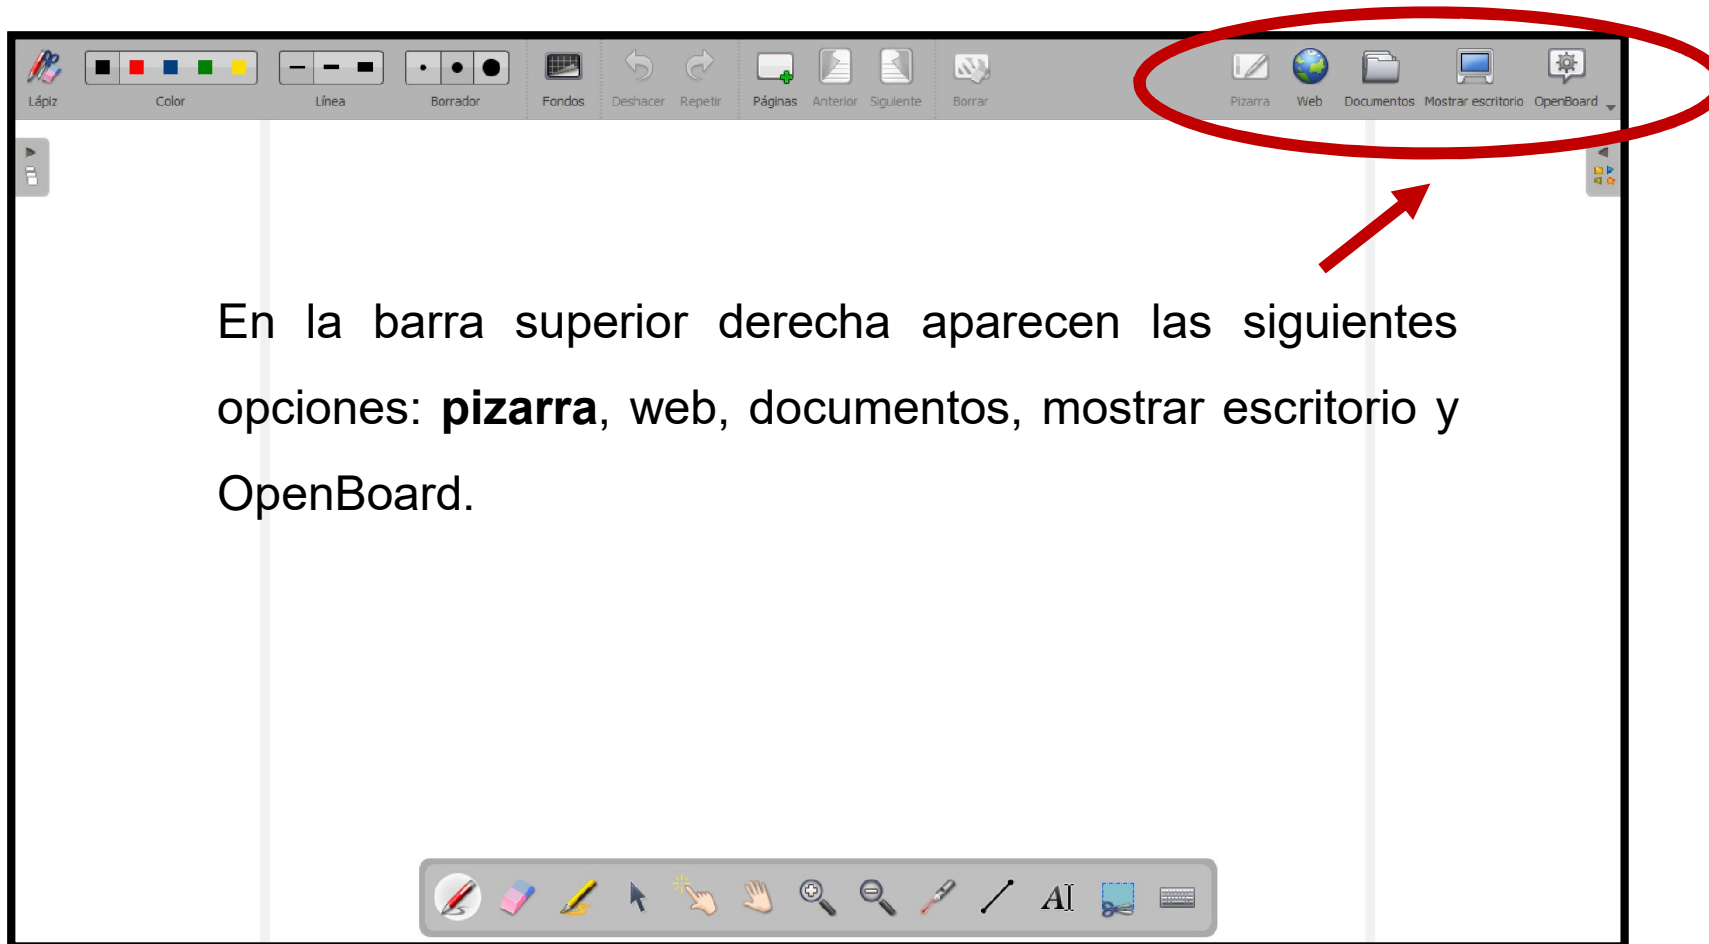 Lápiz Color Línea Borrador Fondos Deshacer Repetir Páginas Anterior Siguiente Borrar Pizarra Web Documentos Mostrar escritorio OpenBoard
En la barra superior derecha aparecen las siguientes
opciones: pizarra, web, documentos, mostrar escritorio y
OpenBoard.
AI